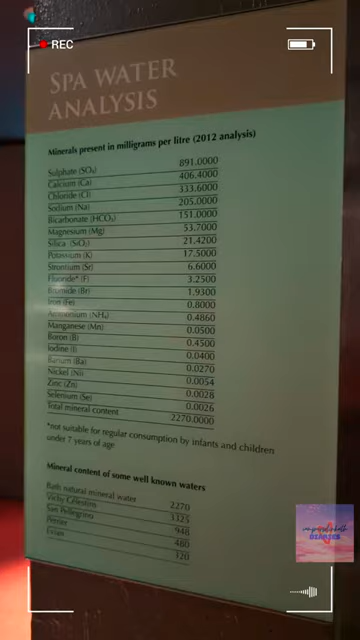 REC
SPA WATER
ANALYSIS
Minerals present in milligrams per litre (2012 analysis)
Sulphate (SO₄) 891.0000
Calcium (Ca) 406.4000
Chloride (Cl) 333.6000
Sodium (Na) 205.0000
Bicarbonate (HCO₃) 151.0000
Magnesium (Mg) 53.7000
Silica (SiO₂) 21.4200
Potassium (K) 17.5000
Strontium (Sr) 6.6000
Fluoride* (F) 3.2500
Bromide (Br) 1.9300
Iron (Fe) 0.8000
Ammonium (NH₄) 0.4860
Manganese (Mn) 0.0500
Boron (B) 0.4500
Iodine (I) 0.0400
Barium (Ba) 0.0270
Nickel (Ni) 0.0054
Zinc (Zn) 0.0028
Selenium (Se) 0.0026
Total mineral content 2270.0000
*not suitable for regular consumption by infants and children
under 7 years of age
Mineral content of some well known waters
Bath natural mineral water 2270
Vichy Célestins 3325
San Pellegrino 948
Perrier 480
Evian 320
DIARIES